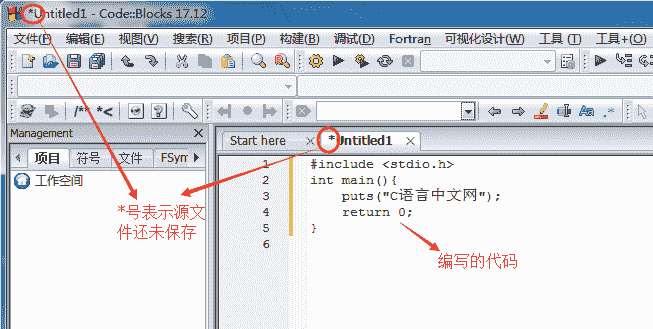 *Untitled1 - Code::Blocks 17.12
文件(F) 编辑(E) 视图(V) 搜索(R) 项目(P) 构建(B) 调试(D) Fortran 可视化设计(W) 工具 (T) 工具+(O)
/** *<
Aa .*
Management
项目 符号 文件 FSym
工作空间
Start here
*Untitled1
1 #include <stdio.h>
2 int main(){
3 puts("C语言中文网");
4 return 0;
5 }
6
*号表示源文
件还未保存
编写的代码